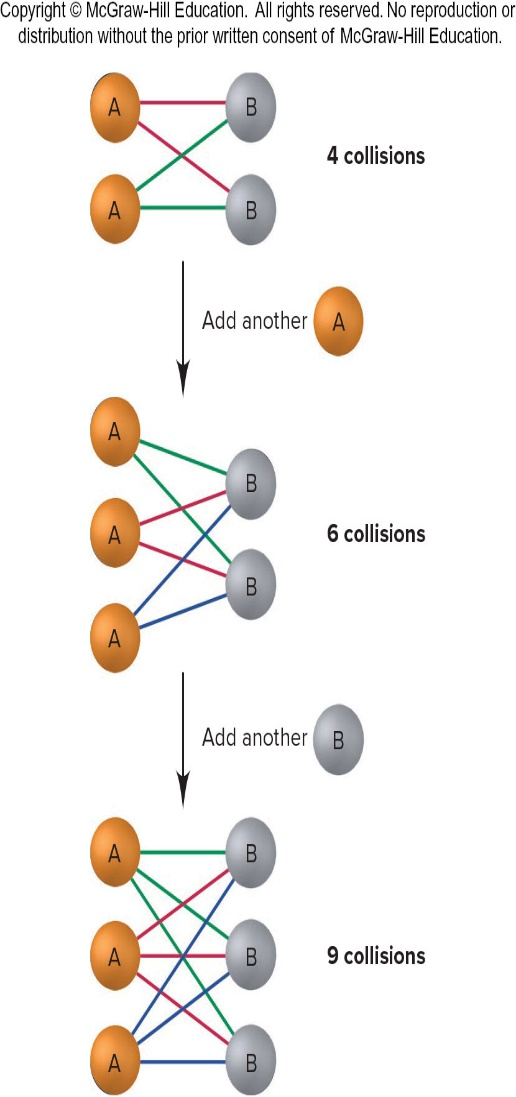 Copyright © McGraw-Hill Education. All rights reserved. No reproduction or
distribution without the prior written consent of McGraw-Hill Education.
A B
4 collisions
A B
Add another A
A
B
A
6 collisions
B
A
Add another B
A B
A B
9 collisions
A B